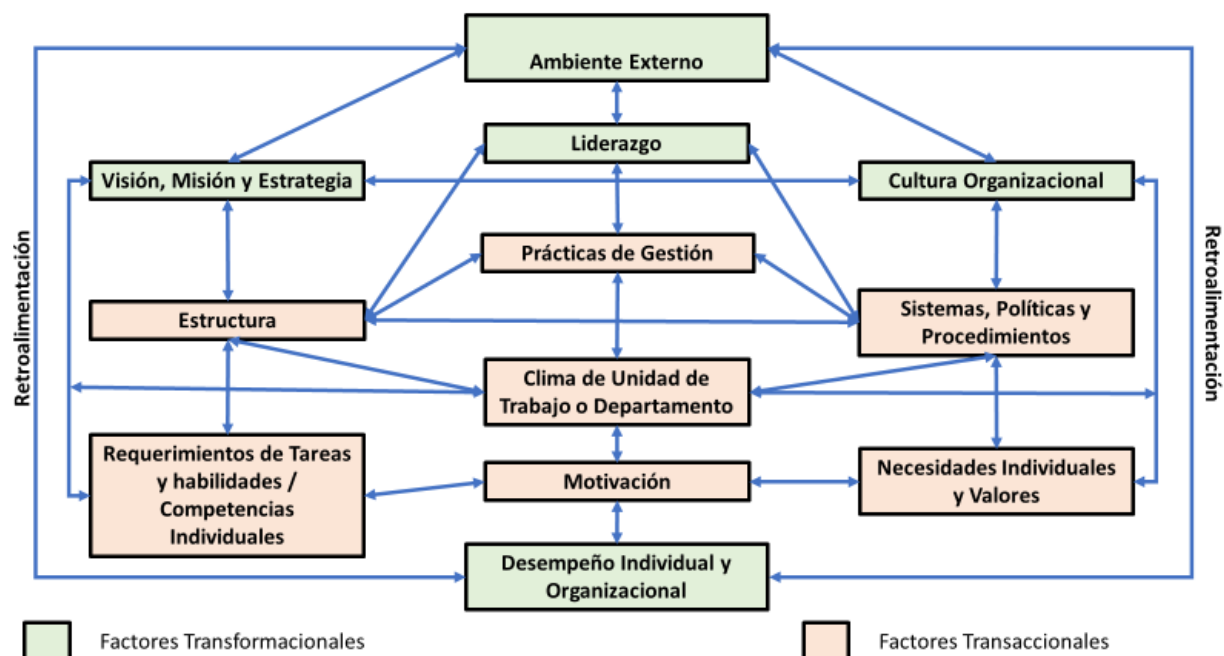 Ambiente Externo
Liderazgo
Visión, Misión y Estrategia
Cultura Organizacional
Retroalimentación
Retroalimentación
Prácticas de Gestión
Estructura
Sistemas, Políticas y
Procedimientos
Clima de Unidad de
Trabajo o Departamento
Requerimientos de Tareas
y habilidades /
Competencias
Individuales
Motivación
Necesidades Individuales
y Valores
Desempeño Individual y
Organizacional
Factores Transformacionales
Factores Transaccionales